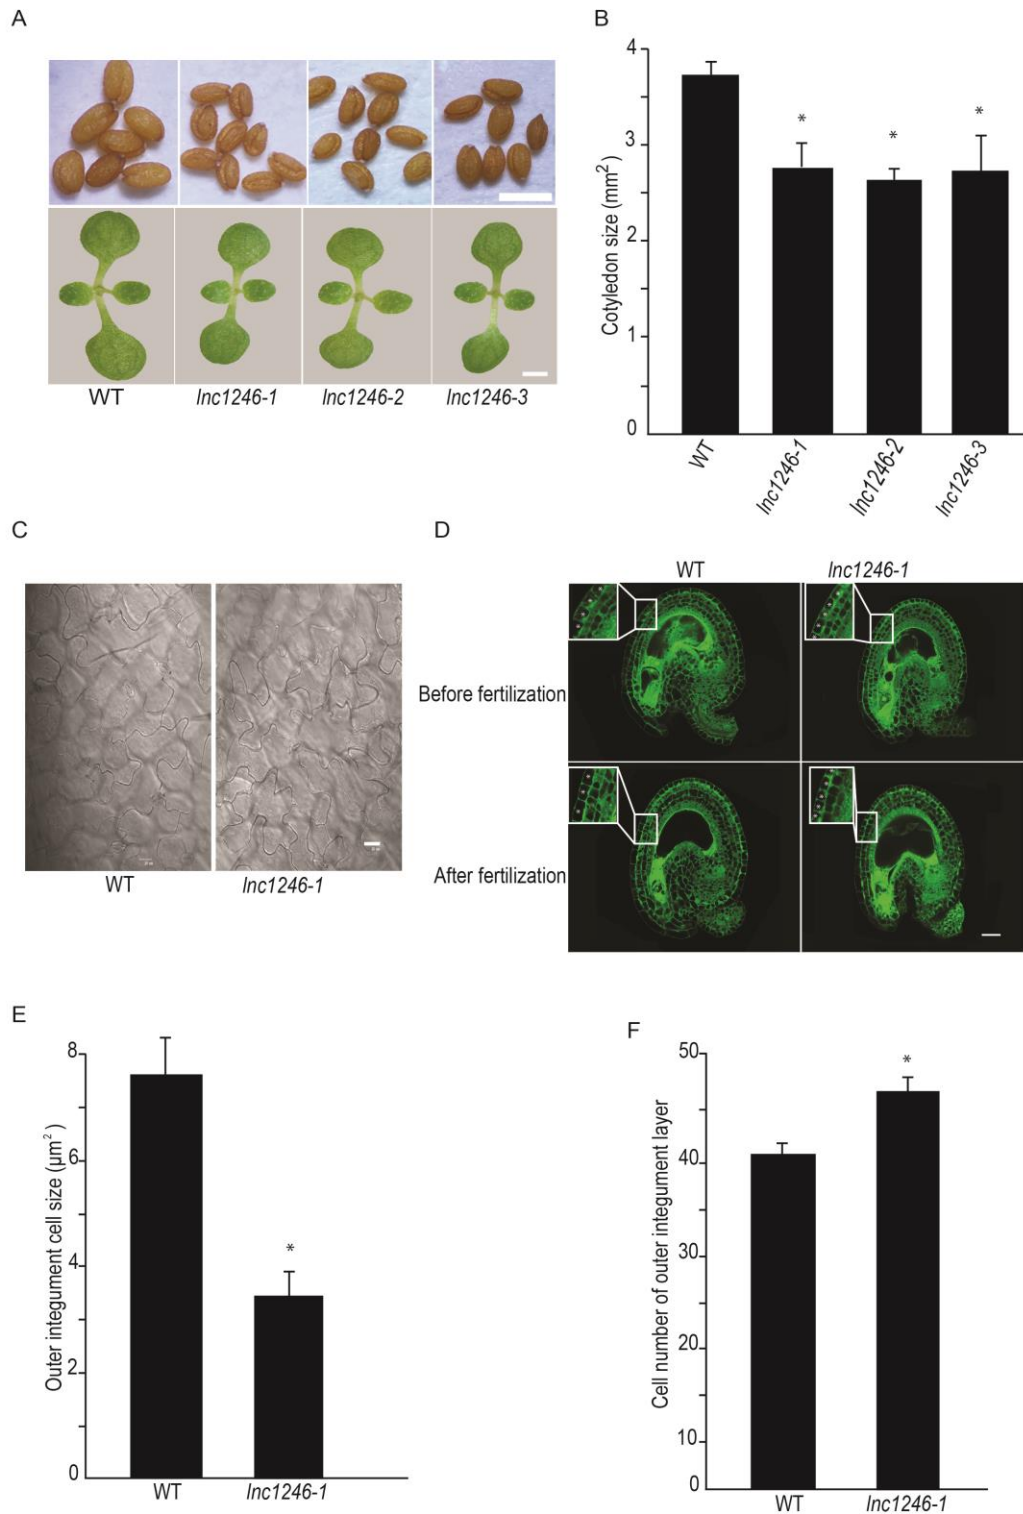 A
WT
lnc1246-1
lnc1246-2
lnc1246-3
B
Cotyledon size (mm²)
4
3
2
1
0
*
*
*
WT
lnc1246-1
lnc1246-2
lnc1246-3
C
WT
lnc1246-1
D
WT
lnc1246-1
Before fertilization
After fertilization
E
Outer integument cell size (μm²)
8
6
4
2
0
*
WT
lnc1246-1
F
Cell number of outer integument layer
50
40
30
20
10
0
*
WT
lnc1246-1